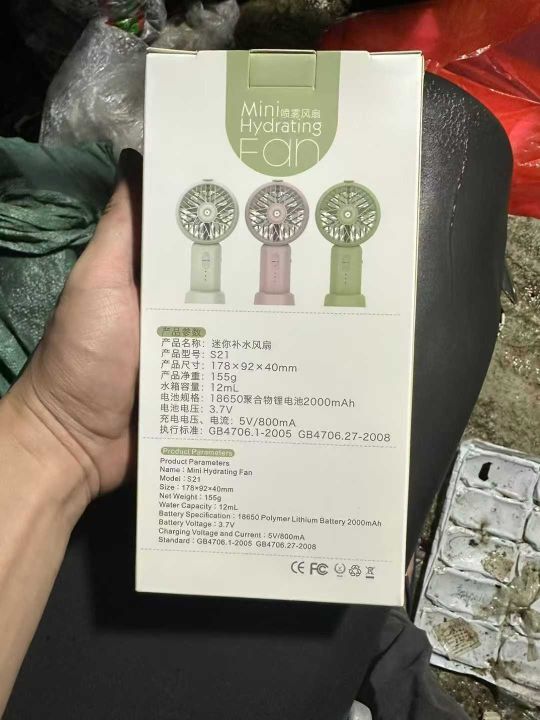 Mini喷雾风扇
Hydrating
Fan
产品参数
产品名称：迷你补水风扇
产品型号：S21
产品尺寸：178×92×40mm
产品净重：155g
水箱容量：12mL
电池规格：18650聚合物锂电池2000mAh
电池电压：3.7V
充电电压、电流：5V/800mA
执行标准：GB4706.1-2005 GB4706.27-2008
Product Parameters
Product Parameters
Name：Mini Hydrating Fan
Model：S21
Size：178×92×40mm
Net Weight：155g
Water Capacity：12mL
Battery Specification：18650 Polymer Lithium Battery 2000mAh
Battery Voltage：3.7V
Charging Voltage and Current：5V/800mA
Standard：GB4706.1-2005 GB4706.27-2008
CE FC